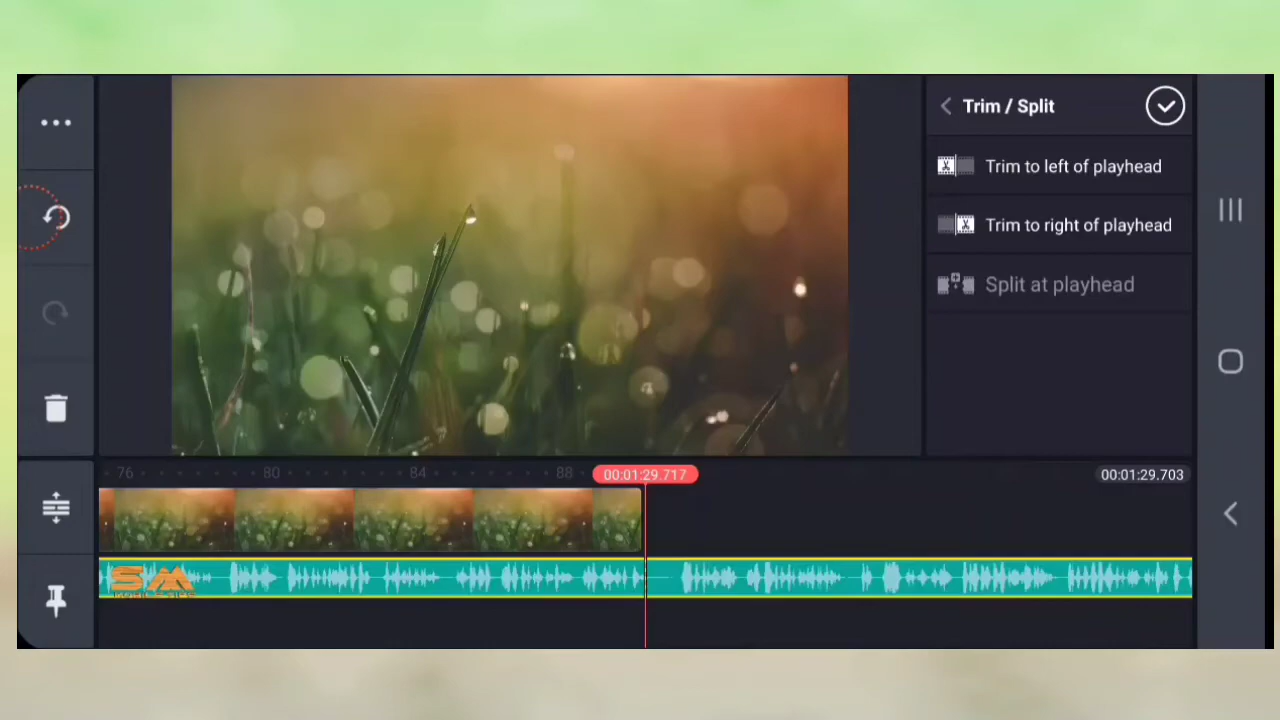 Trim / Split
Trim to left of playhead
Trim to right of playhead
Split at playhead
76
80
84
88
00:01:29.717
00:01:29.703
SM